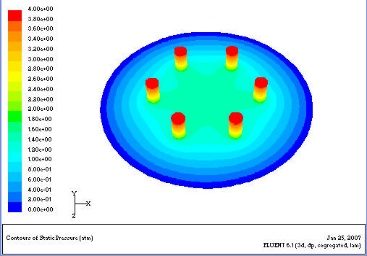 4.00e+00
3.80e+00
3.60e+00
3.40e+00
3.20e+00
3.00e+00
2.80e+00
2.60e+00
2.40e+00
2.20e+00
2.00e+00
1.80e+00
1.60e+00
1.40e+00
1.20e+00
1.00e+00
8.00e-01
6.00e-01
4.00e-01
2.00e-01
0.00e+00
Y
X
Z
Contours of Static Pressure (atm)
Jan 25, 2007
FLUENT 6.1 (3d, dp, segregated, lam)